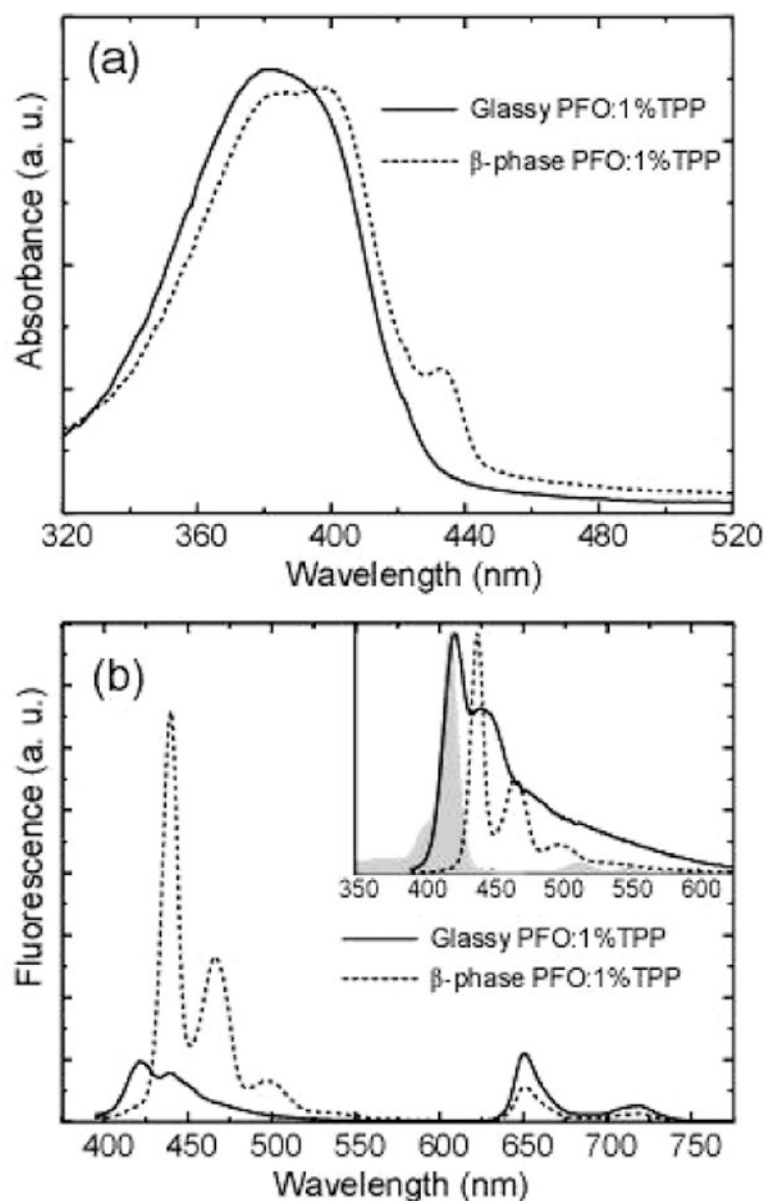 (a)
Glassy PFO:1%TPP
β-phase PFO:1%TPP
Absorbance (a. u.)
320 360 400 440 480 520
Wavelength (nm)
(b)
350 400 450 500 550 600
Glassy PFO:1%TPP
β-phase PFO:1%TPP
Fluorescence (a. u.)
400 450 500 550 600 650 700 750
Wavelength (nm)